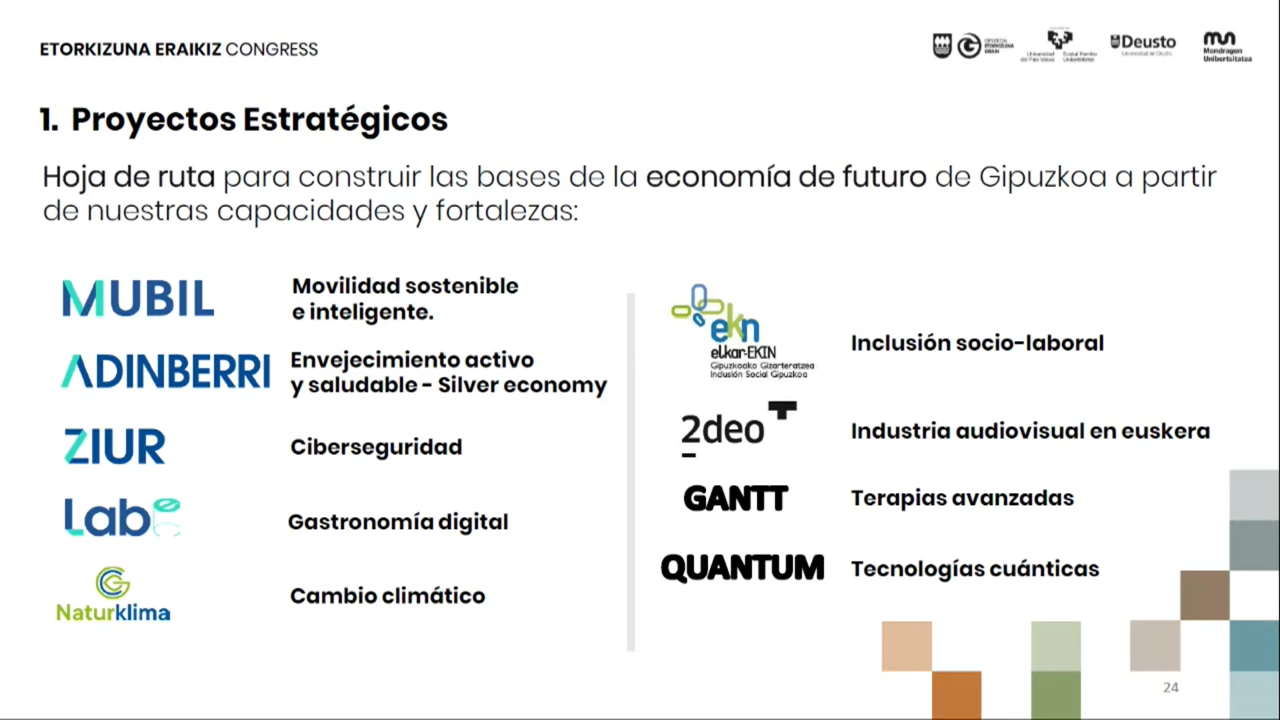 ETORKIZUNA ERAIKIZ CONGRESS
Deusto
Mondragon
Unibertsitatea
1. Proyectos Estratégicos
Hoja de ruta para construir las bases de la economía de futuro de Gipuzkoa a partir
de nuestras capacidades y fortalezas:
MUBIL
Movilidad sostenible
e inteligente.
ADINBERRI
Envejecimiento activo
y saludable - Silver economy
ZIUR
Ciberseguridad
LabE
Gastronomía digital
Naturklima
Cambio climático
ekn
elkar-EKIN
Gipuzkoako Gizarteratzea
Inclusión Social Gipuzkoa
Inclusión socio-laboral
2deo
Industria audiovisual en euskera
GANTT
Terapias avanzadas
QUANTUM
Tecnologías cuánticas
24